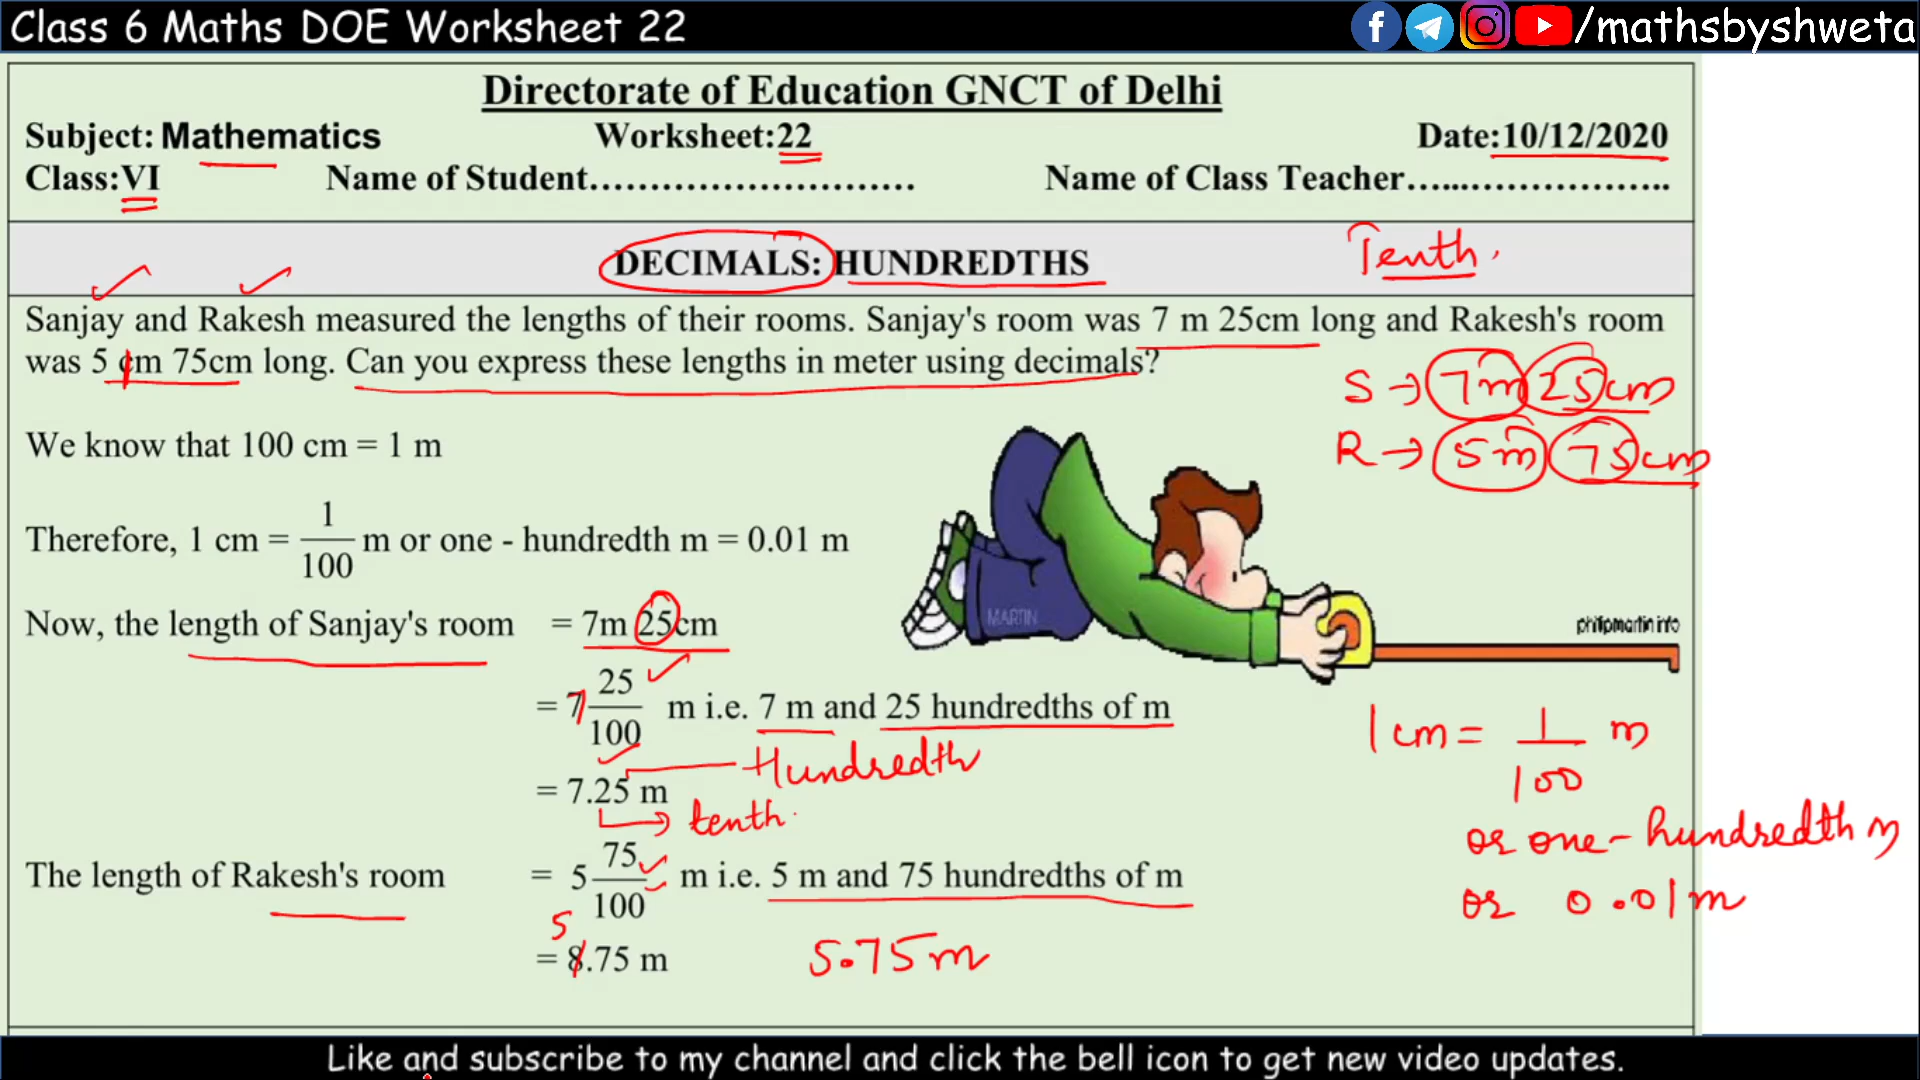 Class 6 Maths DOE Worksheet 22
/mathsbyshweta
Directorate of Education GNCT of Delhi
Subject: Mathematics Worksheet:22 Date:10/12/2020
Class:VI Name of Student……………………… Name of Class Teacher…...……………..
DECIMALS: HUNDREDTHS
Tenth.
Sanjay and Rakesh measured the lengths of their rooms. Sanjay's room was 7 m 25cm long and Rakesh's room
was 5 cm 75cm long. Can you express these lengths in meter using decimals?
S → 7m 25cm
R → 5m 75cm
We know that 100 cm = 1 m
Therefore, 1 cm = 1/100 m or one - hundredth m = 0.01 m
MARTIN
philipmartin.info
Now, the length of Sanjay's room = 7m 25cm
= 7 25/100 m i.e. 7 m and 25 hundredths of m
Hundredth
= 7.25 m
tenth.
1 cm = 1/100 m
or one-hundredth m
or 0.01 m
The length of Rakesh's room = 5 75/100 m i.e. 5 m and 75 hundredths of m
5
= 8.75 m 5.75 m
Like and subscribe to my channel and click the bell icon to get new video updates.